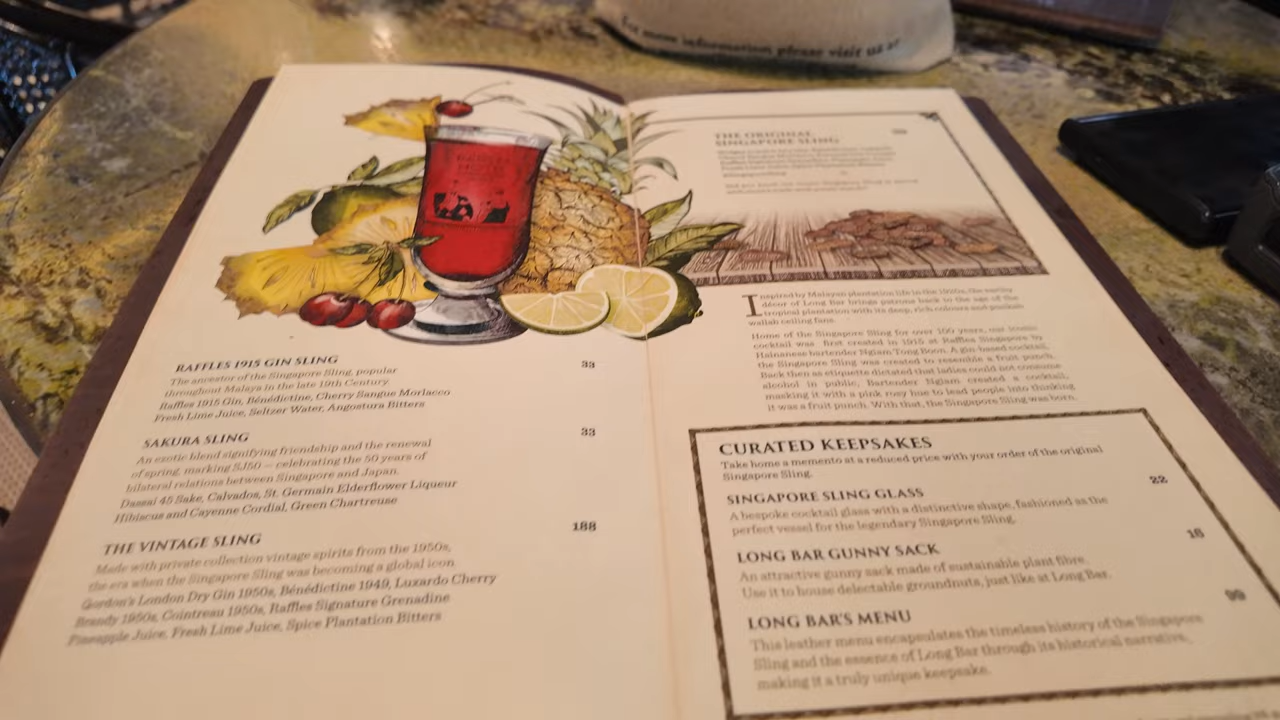 for more information please visit us at
RAFFLES 1915 GIN SLING 33
The ancestor of the Singapore Sling, popular
throughout Malaya in the late 19th Century.
Raffles 1915 Gin, Bénédictine, Cherry Sangue Morlacco
Fresh Lime Juice, Seltzer Water, Angostura Bitters
SAKURA SLING 33
An exotic blend signifying friendship and the renewal
of spring, marking SJ50 – celebrating the 50 years of
bilateral relations between Singapore and Japan.
Dassai 45 Sake, Calvados, St. Germain Elderflower Liqueur
Hibiscus and Cayenne Cordial, Green Chartreuse
THE VINTAGE SLING 188
Made with private collection vintage spirits from the 1950s,
the era when the Singapore Sling was becoming a global icon
Gordon's London Dry Gin 1950s, Bénédictine 1949, Luxardo Cherry
Brandy 1950s, Cointreau 1950s, Raffles Signature Grenadine
Pineapple Juice, Fresh Lime Juice, Spice Plantation Bitters
THE ORIGINAL
SINGAPORE SLING
Inspired by Malayan plantation life in the 1920s, the earthy
décor of Long Bar brings patrons back to the age of the
tropical plantation with its deep, rich colours and punkah
wallah ceiling fans.
Home of the Singapore Sling for over 100 years, our iconic
cocktail was first created in 1915 at Raffles Singapore by
Hainanese bartender Ngiam Tong Boon. A gin-based cocktail,
the Singapore Sling was created to resemble a fruit punch.
Back then as etiquette dictated that ladies could not consume
alcohol in public, Bartender Ngiam created a cocktail,
masking it with a pink rosy hue to lead people into thinking
it was a fruit punch. With that, the Singapore Sling was born.
CURATED KEEPSAKES
Take home a memento at a reduced price with your order of the original
Singapore Sling.
SINGAPORE SLING GLASS 22
A bespoke cocktail glass with a distinctive shape, fashioned as the
perfect vessel for the legendary Singapore Sling.
LONG BAR GUNNY SACK 16
An attractive gunny sack made of sustainable plant fibre.
Use it to house delectable groundnuts, just like at Long Bar.
LONG BAR'S MENU 99
This leather menu encapsulates the timeless history of the Singapore
Sling and the essence of Long Bar through its historical narrative,
making it a truly unique keepsake.